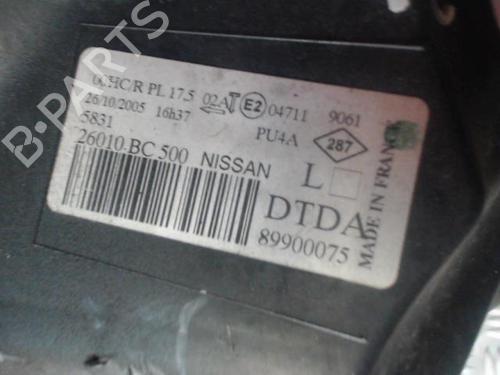 B-PARTS
00HC/R PL 17.5 02A E2 04711 9061
26/10/2005 16h37 PU4A 287
5831
26010.BC 500 NISSAN L
DTDA
89900075
MADE IN FRANCE